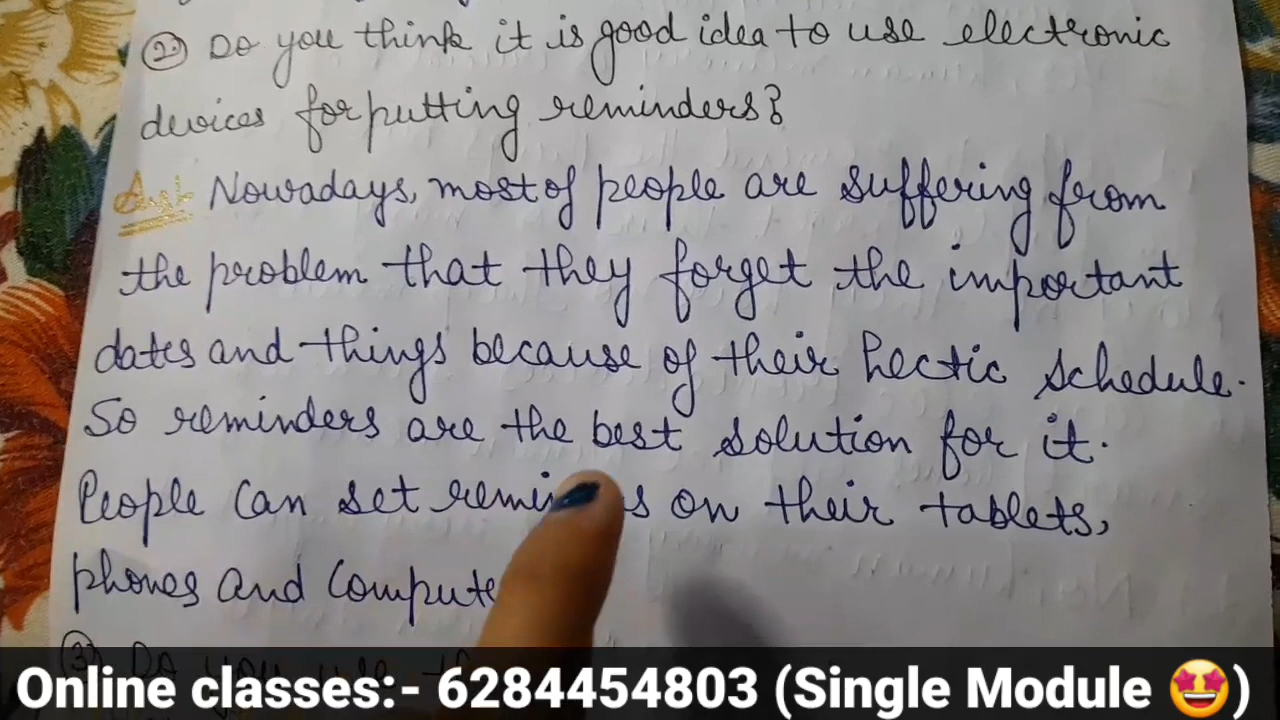 ② Do you think it is good idea to use electronic
devices for putting reminders?
Ans:- Nowadays, most of people are suffering from
the problem that they forget the important
dates and things because of their hectic schedule.
So reminders are the best solution for it.
People can set on their tablets,
phones and
③ Do you
Online classes:- 6284454803 (Single Module 🤩)